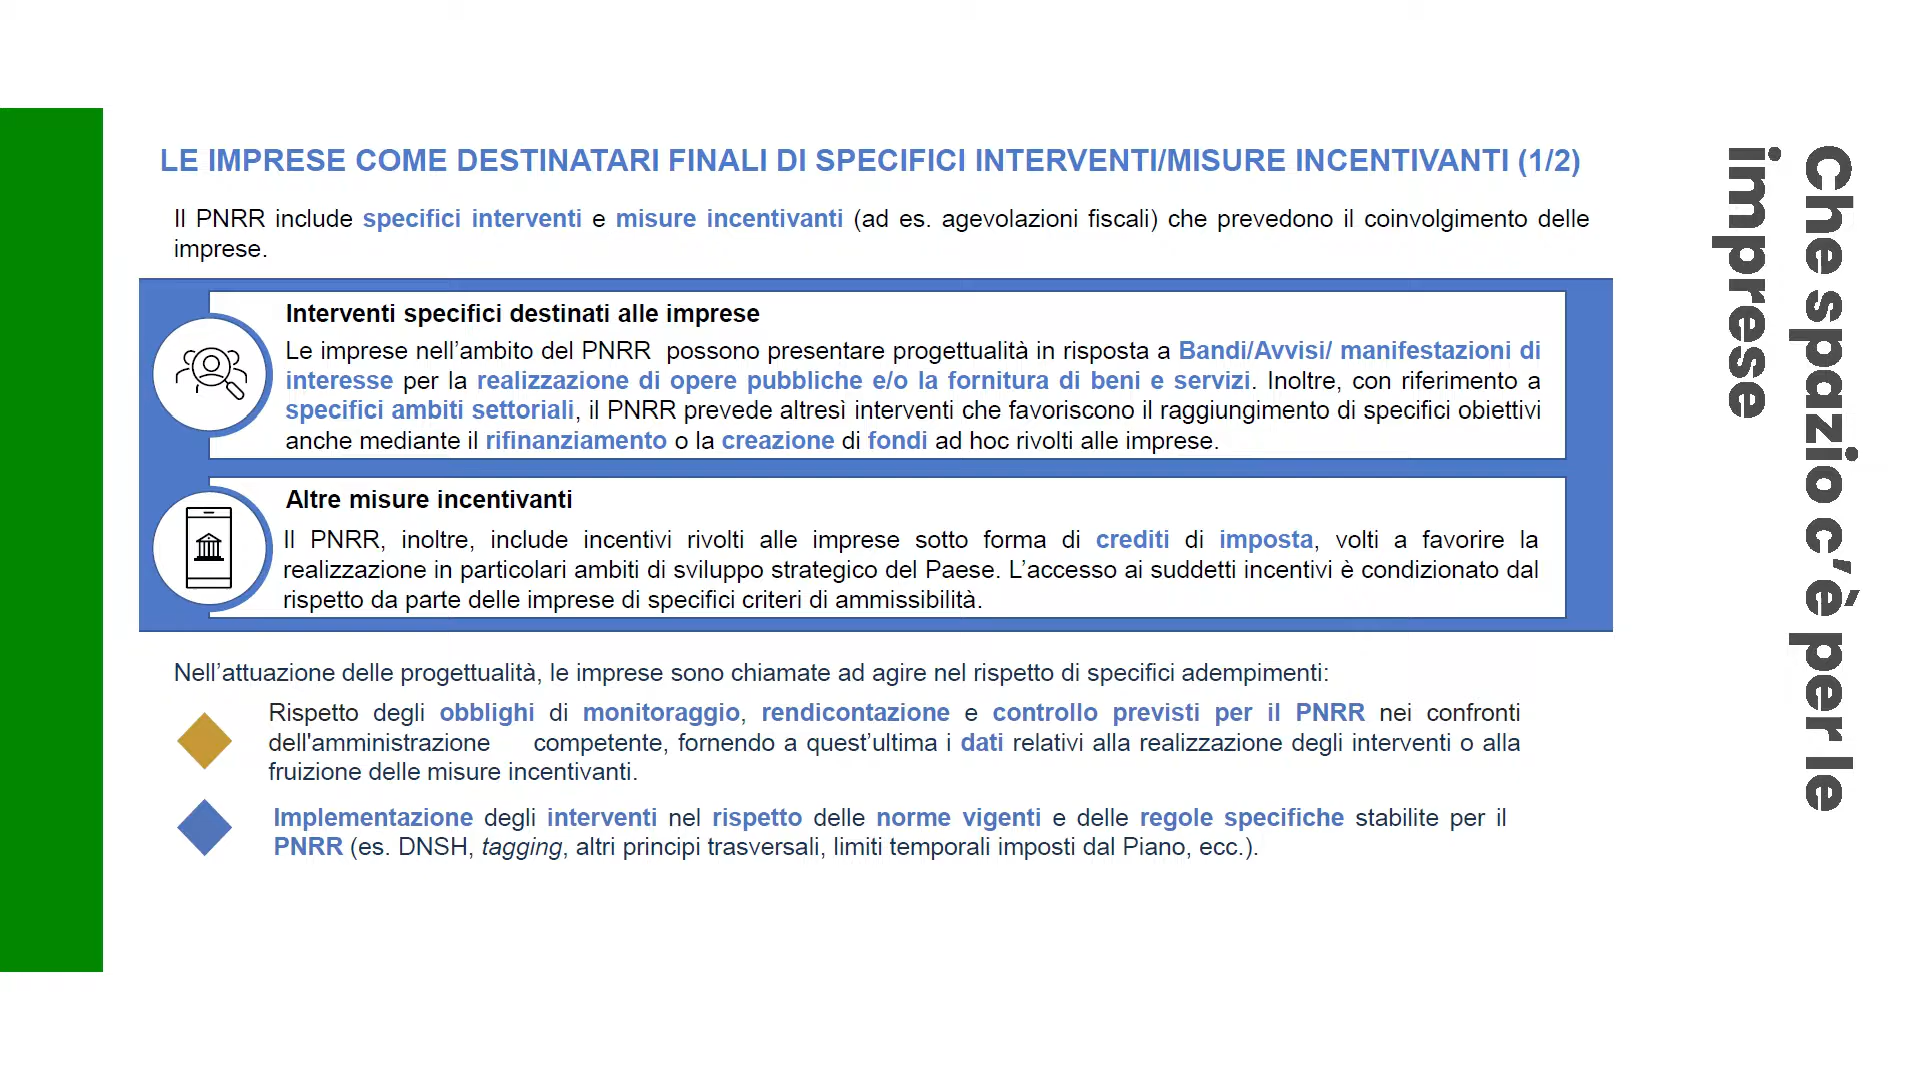 LE IMPRESE COME DESTINATARI FINALI DI SPECIFICI INTERVENTI/MISURE INCENTIVANTI (1/2)
Il PNRR include specifici interventi e misure incentivanti (ad es. agevolazioni fiscali) che prevedono il coinvolgimento delle
imprese.
Interventi specifici destinati alle imprese
Le imprese nell’ambito del PNRR possono presentare progettualità in risposta a Bandi/Avvisi/ manifestazioni di
interesse per la realizzazione di opere pubbliche e/o la fornitura di beni e servizi. Inoltre, con riferimento a
specifici ambiti settoriali, il PNRR prevede altresì interventi che favoriscono il raggiungimento di specifici obiettivi
anche mediante il rifinanziamento o la creazione di fondi ad hoc rivolti alle imprese.
Altre misure incentivanti
Il PNRR, inoltre, include incentivi rivolti alle imprese sotto forma di crediti di imposta, volti a favorire la
realizzazione in particolari ambiti di sviluppo strategico del Paese. L’accesso ai suddetti incentivi è condizionato dal
rispetto da parte delle imprese di specifici criteri di ammissibilità.
Nell’attuazione delle progettualità, le imprese sono chiamate ad agire nel rispetto di specifici adempimenti:
Rispetto degli obblighi di monitoraggio, rendicontazione e controllo previsti per il PNRR nei confronti
dell'amministrazione competente, fornendo a quest’ultima i dati relativi alla realizzazione degli interventi o alla
fruizione delle misure incentivanti.
Implementazione degli interventi nel rispetto delle norme vigenti e delle regole specifiche stabilite per il
PNRR (es. DNSH, tagging, altri principi trasversali, limiti temporali imposti dal Piano, ecc.).
Che spazio c’è per le
imprese